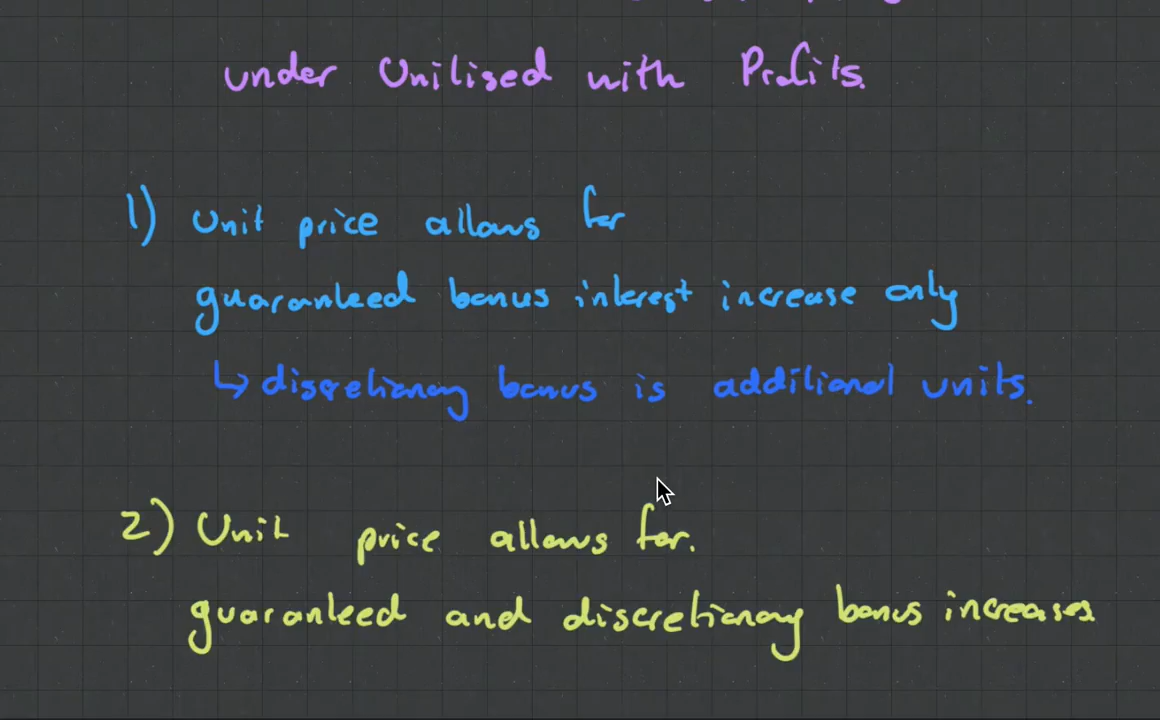 under Unitised with Profits.
1) Unit price allows for
guaranteed bonus interest increase only
↳ discretionary bonus is additional units.
2) Unit price allows for.
guaranteed and discretionary bonus increases